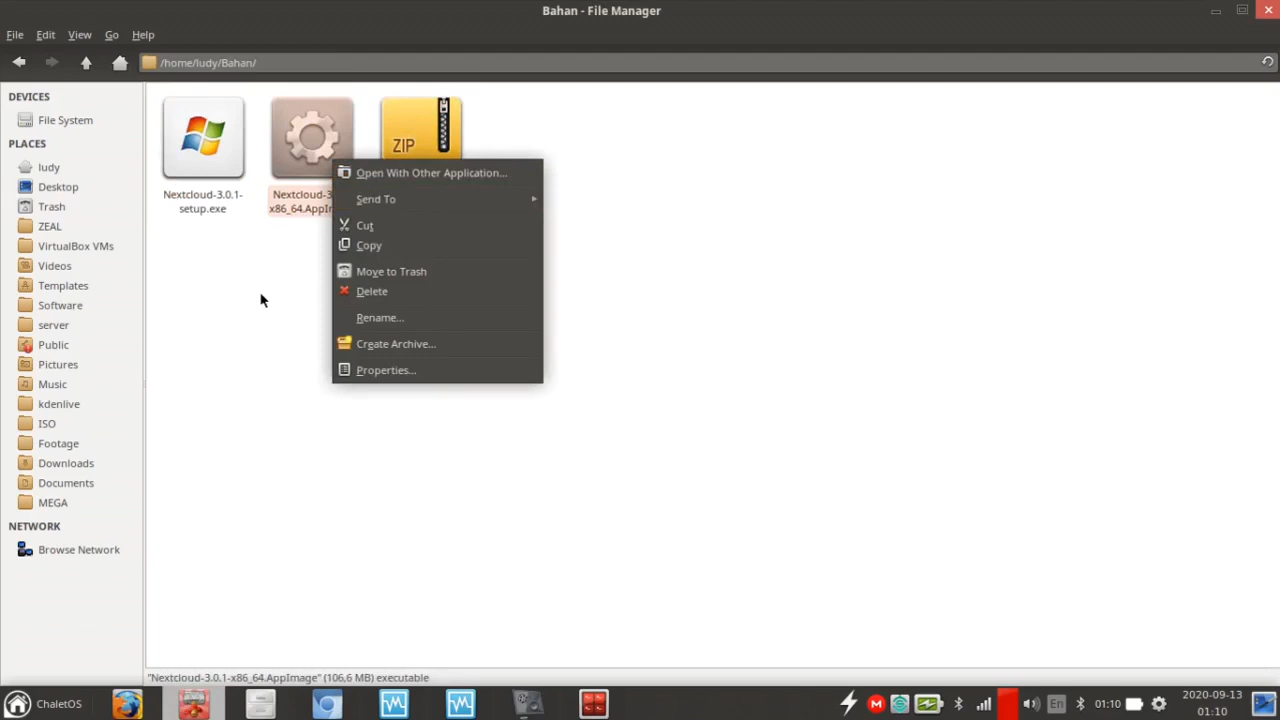 Bahan - File Manager
File Edit View Go Help
/home/ludy/Bahan/
DEVICES
File System
PLACES
ludy
Desktop
Trash
ZEAL
VirtualBox VMs
Videos
Templates
Software
server
Public
Pictures
Music
kdenlive
ISO
Footage
Downloads
Documents
MEGA
NETWORK
Browse Network
Nextcloud-3.0.1-
setup.exe
Nextcloud-3
x86_64.AppIm
ZIP
Open With Other Application...
Send To
Cut
Copy
Move to Trash
Delete
Rename...
Create Archive...
Properties...
"Nextcloud-3.0.1-x86_64.AppImage" (106,6 MB) executable
ChaletOS
M
En
01:10
2020-09-13
01:10